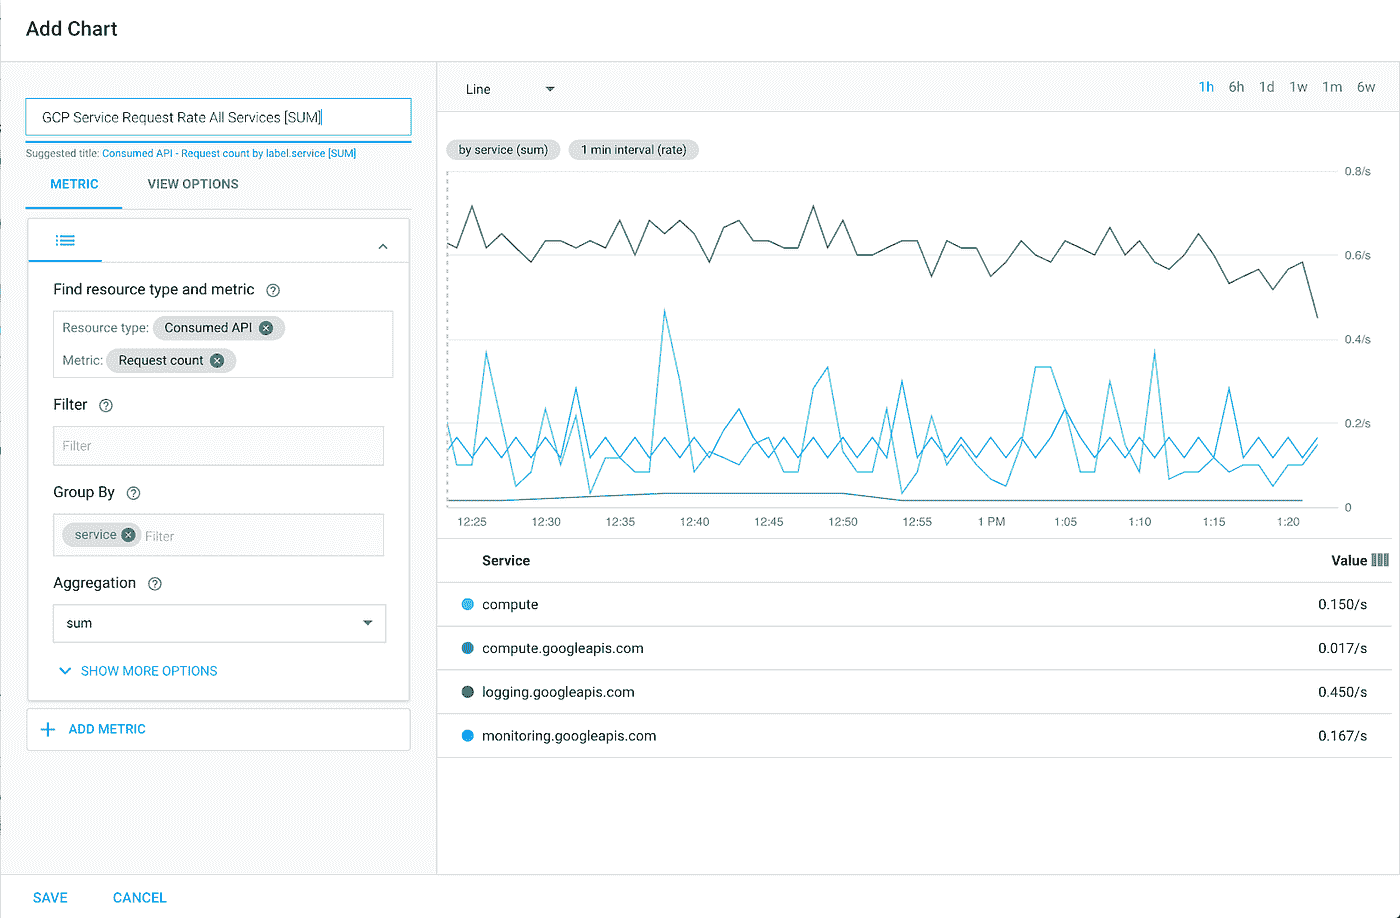 Add Chart
GCP Service Request Rate All Services [SUM]
Suggested title: Consumed API - Request count by label.service [SUM]
METRIC VIEW OPTIONS
Find resource type and metric ?
Resource type: Consumed API
Metric: Request count
Filter ?
Filter
Group By ?
service Filter
Aggregation ?
sum
SHOW MORE OPTIONS
ADD METRIC
Line
1h 6h 1d 1w 1m 6w
by service (sum) 1 min interval (rate)
0.8/s
0.6/s
0.4/s
0.2/s
0
12:25 12:30 12:35 12:40 12:45 12:50 12:55 1 PM 1:05 1:10 1:15 1:20
Service Value
compute 0.150/s
compute.googleapis.com 0.017/s
logging.googleapis.com 0.450/s
monitoring.googleapis.com 0.167/s
SAVE CANCEL